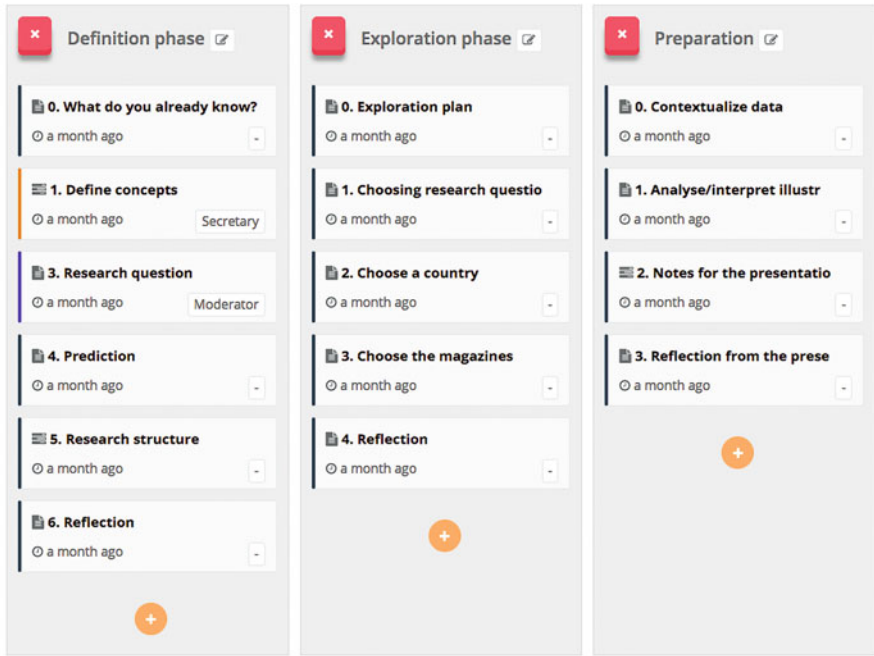 Definition phase
0. What do you already know?
a month ago
-
1. Define concepts
a month ago
Secretary
3. Research question
a month ago
Moderator
4. Prediction
a month ago
-
5. Research structure
a month ago
-
6. Reflection
a month ago
-
Exploration phase
0. Exploration plan
a month ago
-
1. Choosing research questio
a month ago
-
2. Choose a country
a month ago
-
3. Choose the magazines
a month ago
-
4. Reflection
a month ago
-
Preparation
0. Contextualize data
a month ago
-
1. Analyse/interpret illustr
a month ago
-
2. Notes for the presentatio
a month ago
-
3. Reflection from the prese
a month ago
-